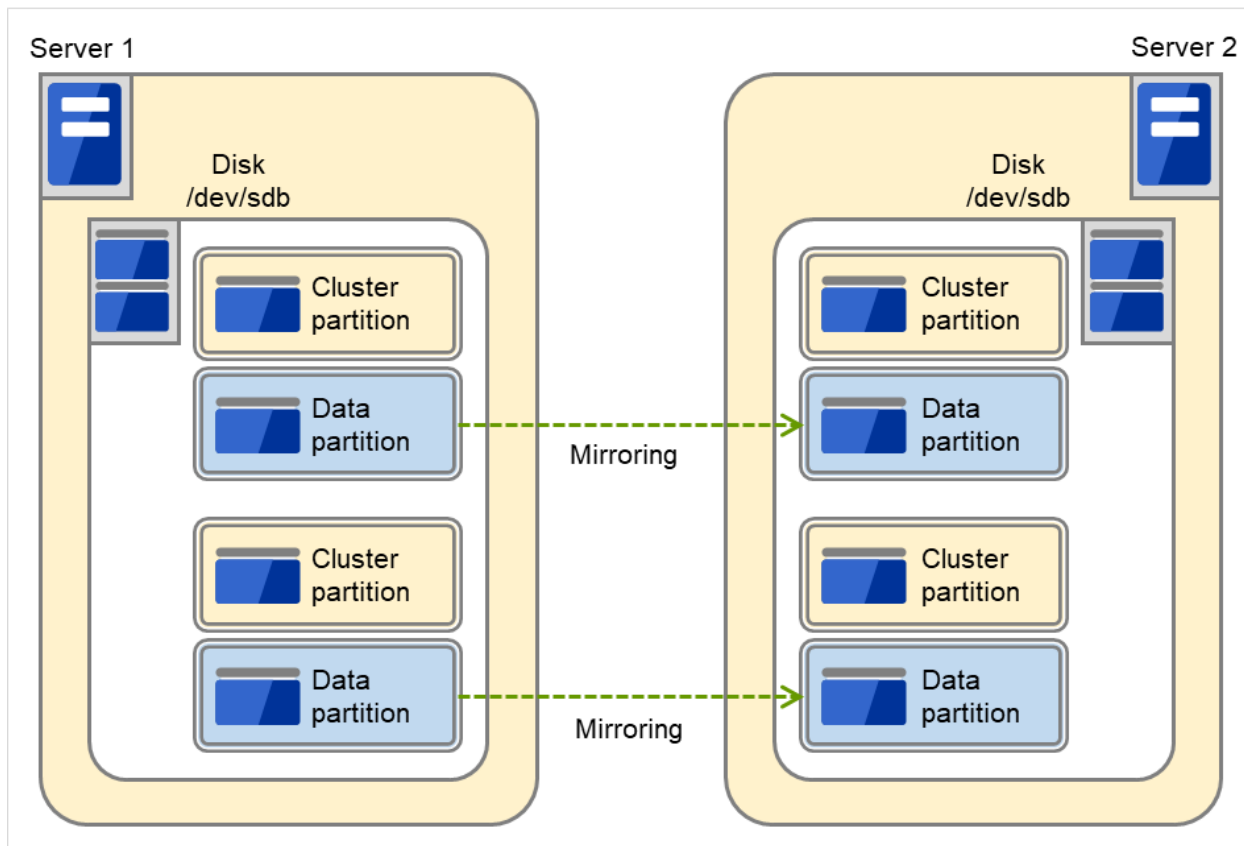 Server 1
Server 2
Disk
/dev/sdb
Disk
/dev/sdb
Cluster
partition
Cluster
partition
Data
partition
Mirroring
Data
partition
Cluster
partition
Cluster
partition
Data
partition
Mirroring
Data
partition